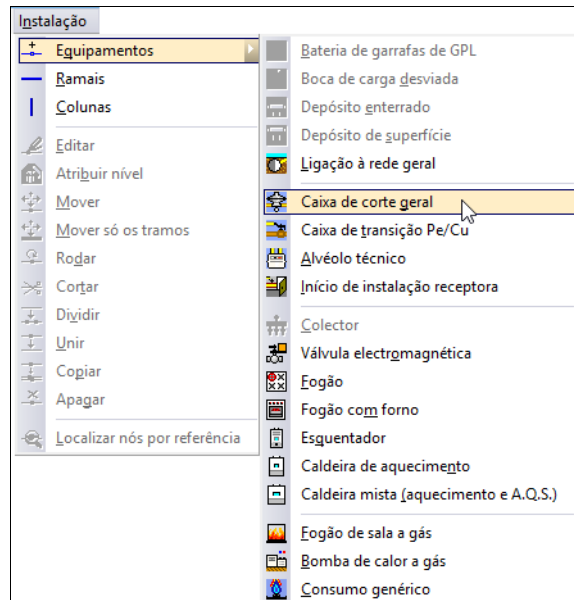 Instalação
Equipamentos
Ramais
Colunas
Editar
Atribuir nível
Mover
Mover só os tramos
Rodar
Cortar
Dividir
Unir
Copiar
Apagar
Localizar nós por referência
Bateria de garrafas de GPL
Boca de carga desviada
Depósito enterrado
Depósito de superfície
Ligação à rede geral
Caixa de corte geral
Caixa de transição Pe/Cu
Alvéolo técnico
Início de instalação receptora
Colector
Válvula electromagnética
Fogão
Fogão com forno
Esquentador
Caldeira de aquecimento
Caldeira mista (aquecimento e A.Q.S.)
Fogão de sala a gás
Bomba de calor a gás
Consumo genérico